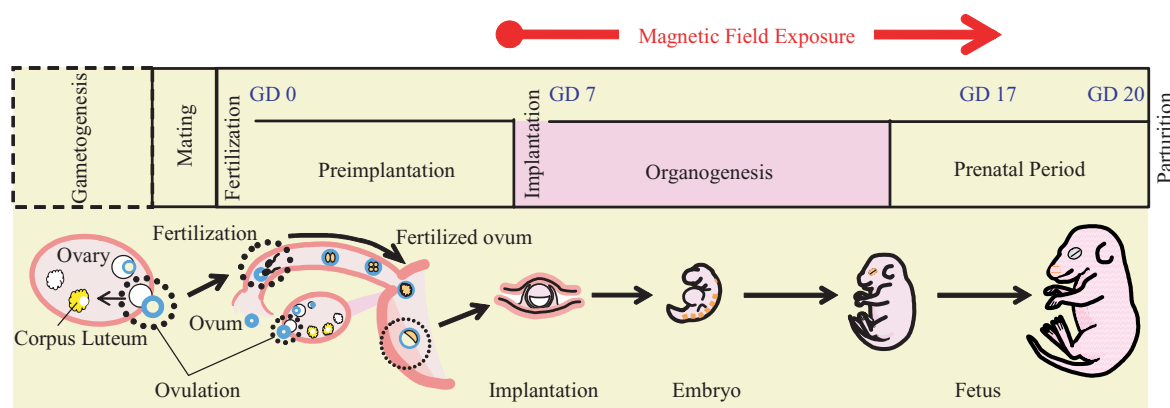 Magnetic Field Exposure
Gametogenesis
Mating
Fertilization
GD 0
Implantation
GD 7
GD 17
GD 20
Parturition
Preimplantation
Organogenesis
Prenatal Period
Fertilization
Fertilized ovum
Ovary
Ovum
Corpus Luteum
Ovulation
Implantation
Embryo
Fetus